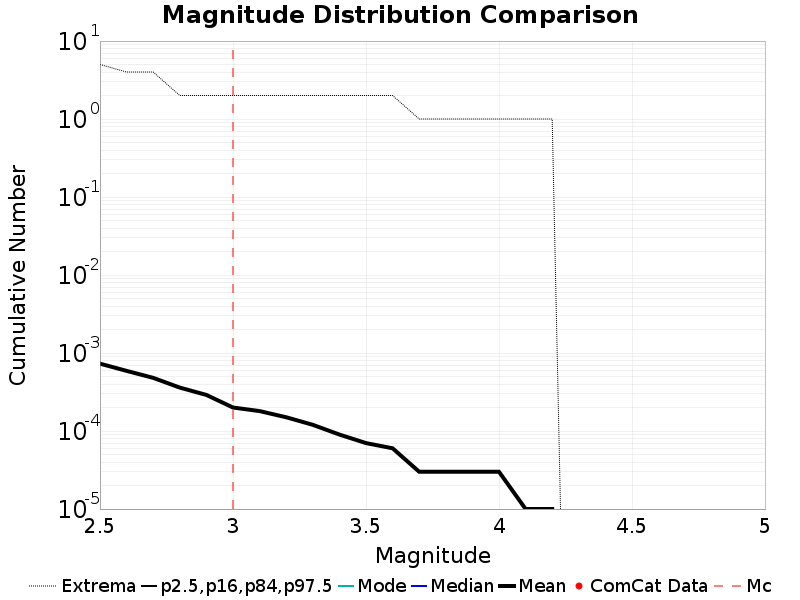 Magnitude Distribution Comparison
Cumulative Number
10^1
10^0
10^-1
10^-2
10^-3
10^-4
10^-5
2.5 3 3.5 4 4.5 5
Magnitude
Extrema p2.5,p16,p84,p97.5 Mode Median Mean ComCat Data Mc